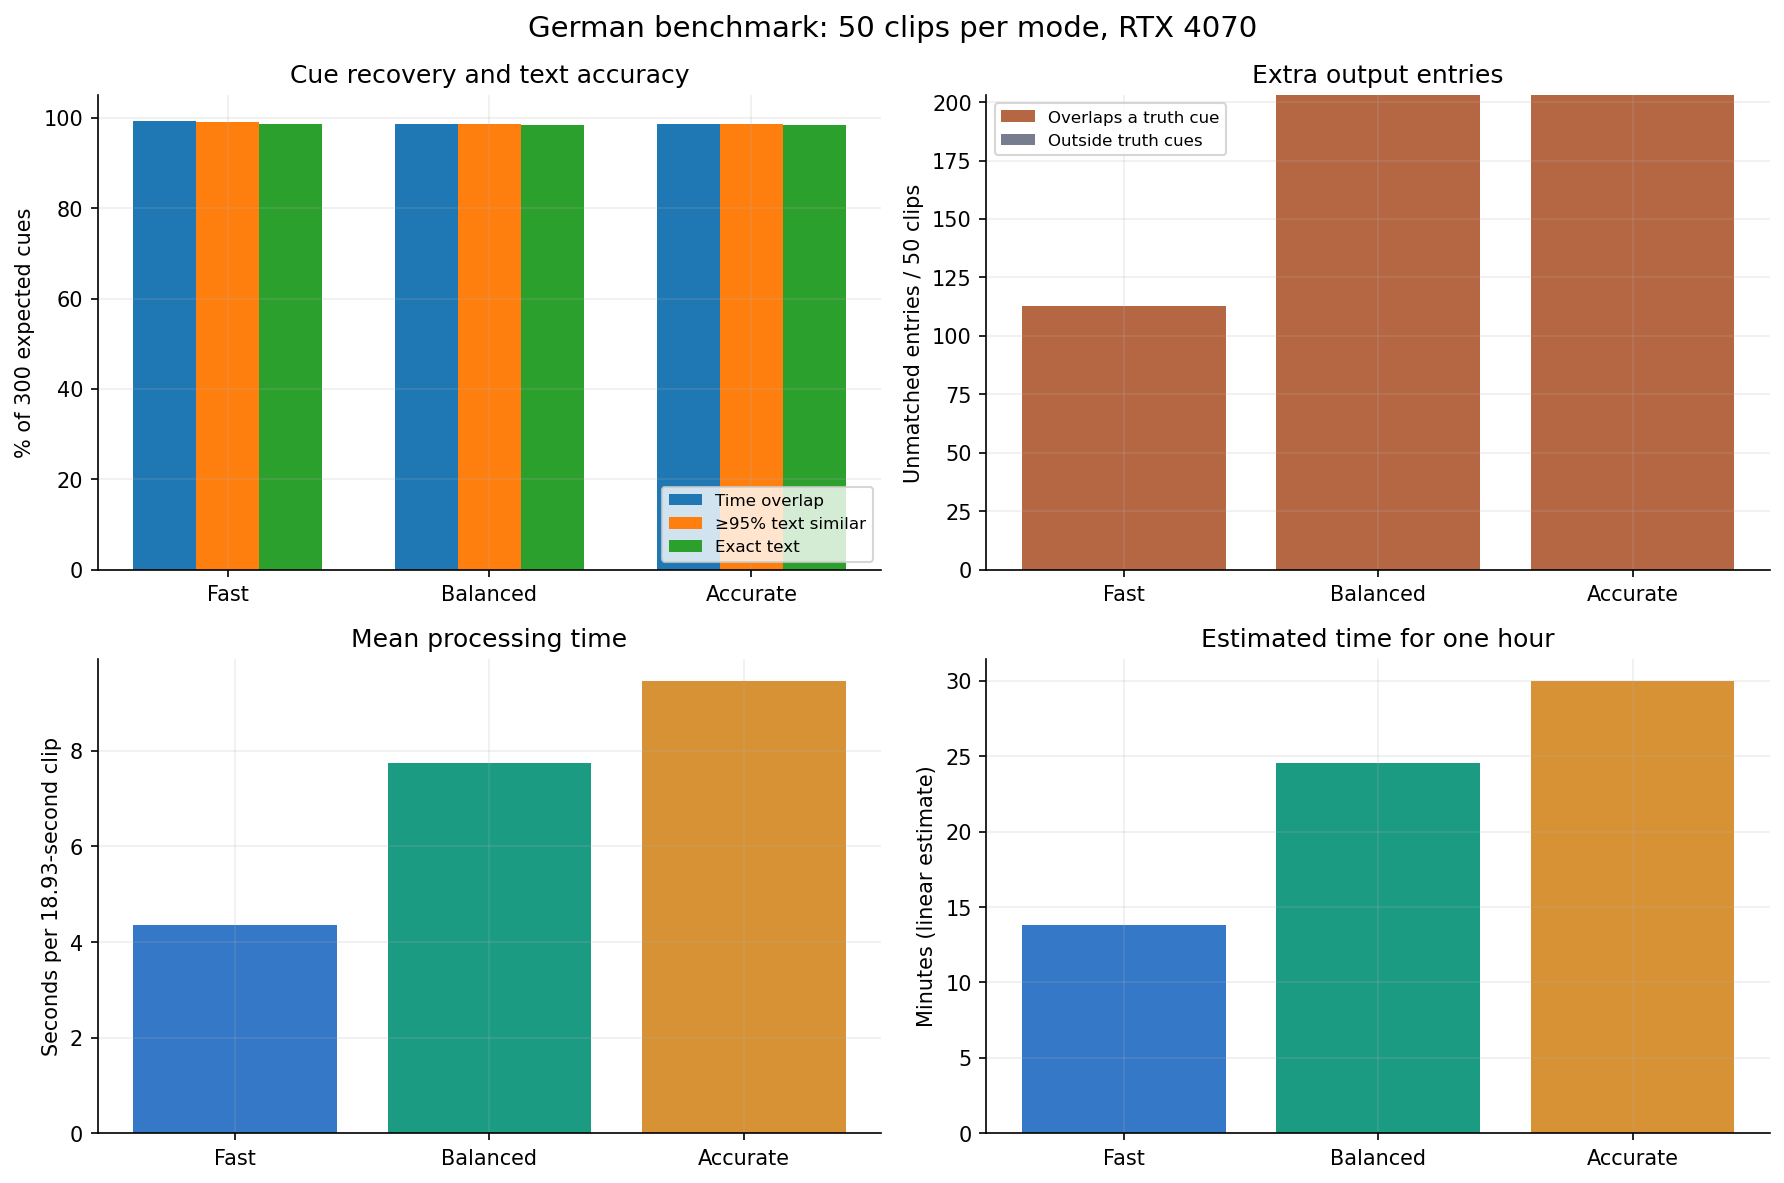 German benchmark: 50 clips per mode, RTX 4070
Cue recovery and text accuracy
% of 300 expected cues
100
80
60
40
20
0
Time overlap
≥95% text similar
Exact text
Fast
Balanced
Accurate
Extra output entries
Unmatched entries / 50 clips
200
175
150
125
100
75
50
25
0
Overlaps a truth cue
Outside truth cues
Fast
Balanced
Accurate
Mean processing time
Seconds per 18.93-second clip
8
6
4
2
0
Fast
Balanced
Accurate
Estimated time for one hour
Minutes (linear estimate)
30
25
20
15
10
5
0
Fast
Balanced
Accurate